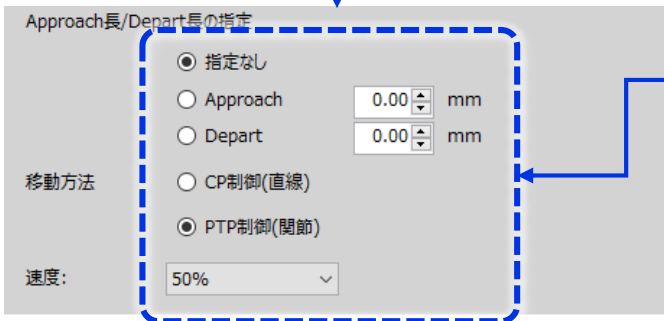 Approach長/Depart長の指定
指定なし
Approach 0.00 mm
Depart 0.00 mm
移動方法 CP制御(直線)
PTP制御(関節)
速度: 50%